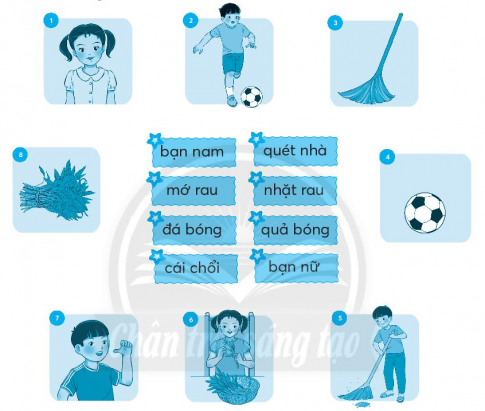 1
2
3
bạn nam
quét nhà
8
4
mớ rau
nhặt rau
đá bóng
quả bóng
cái chổi
bạn nữ
7
6
5
Chân trời sáng tạo